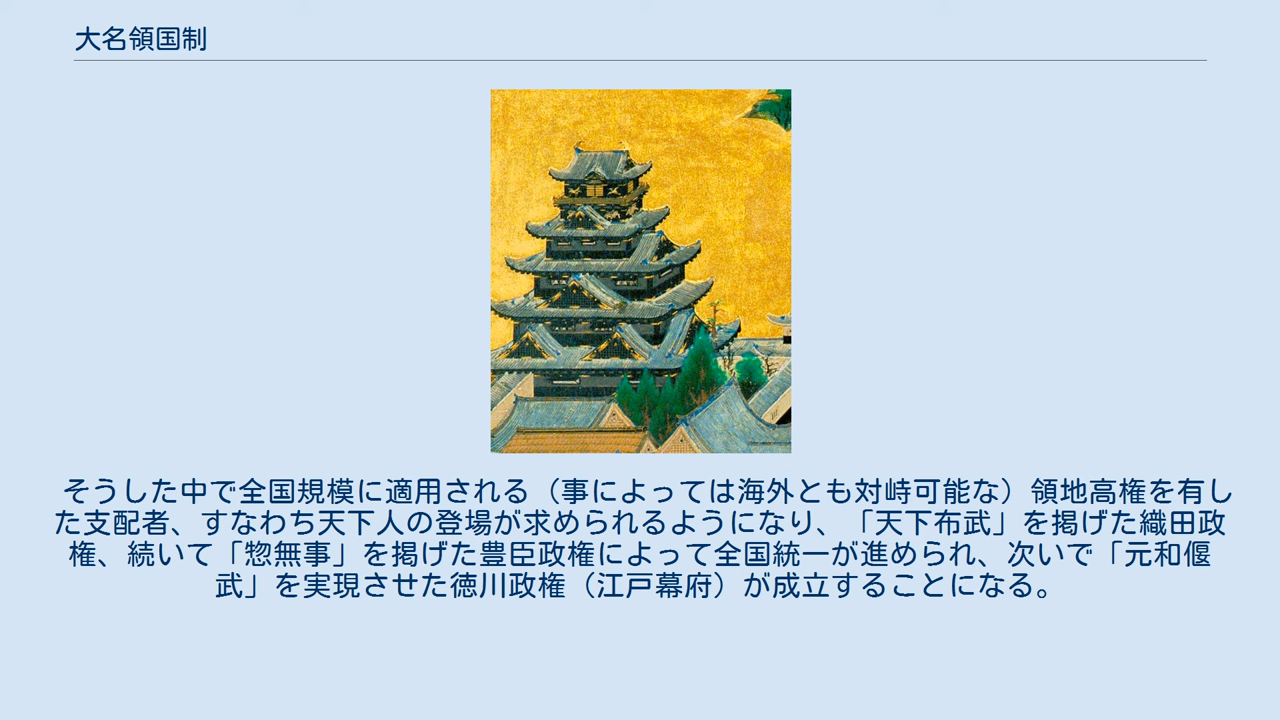 大名領国制
そうした中で全国規模に適用される（事によっては海外とも対峙可能な）領地高権を有し
た支配者、すなわち天下人の登場が求められるようになり、「天下布武」を掲げた織田政
権、続いて「惣無事」を掲げた豊臣政権によって全国統一が進められ、次いで「元和偃
武」を実現させた徳川政権（江戸幕府）が成立することになる。